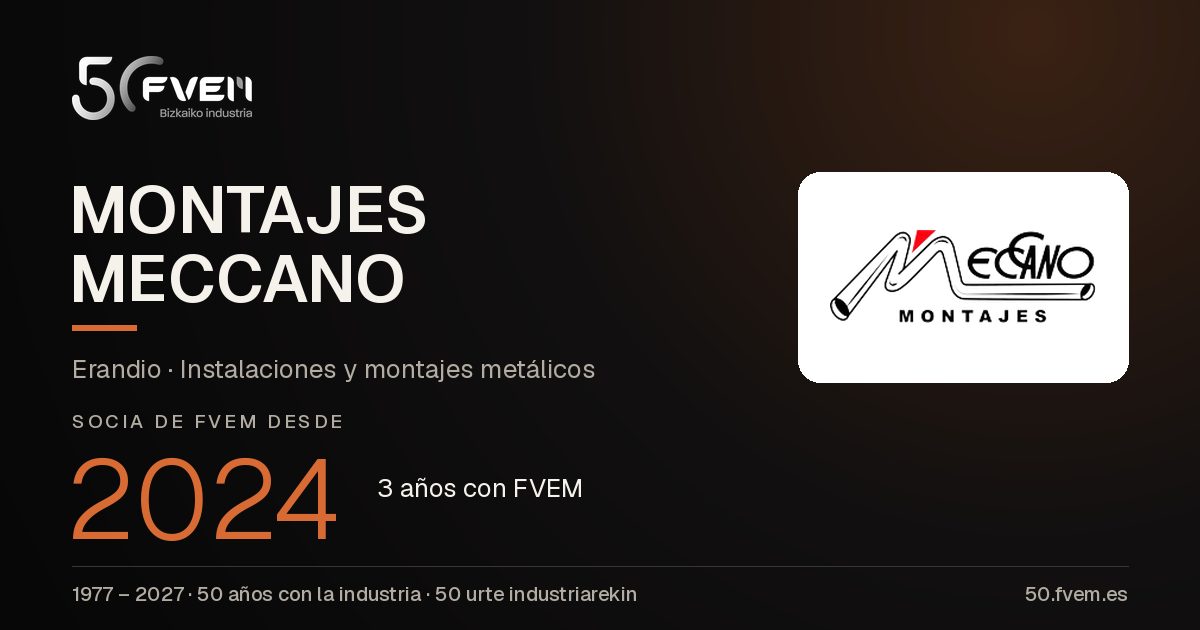 50 FVEM
Bizkaiko industria
MONTAJES
MECCANO
MECCANO
MONTAJES
Erandio · Instalaciones y montajes metálicos
SOCIA DE FVEM DESDE
2024
3 años con FVEM
1977 – 2027 · 50 años con la industria · 50 urte industriarekin
50.fvem.es